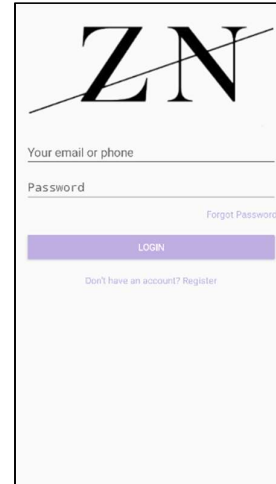 ZN
Your email or phone
Password
Forgot Password
LOGIN
Don't have an account? Register